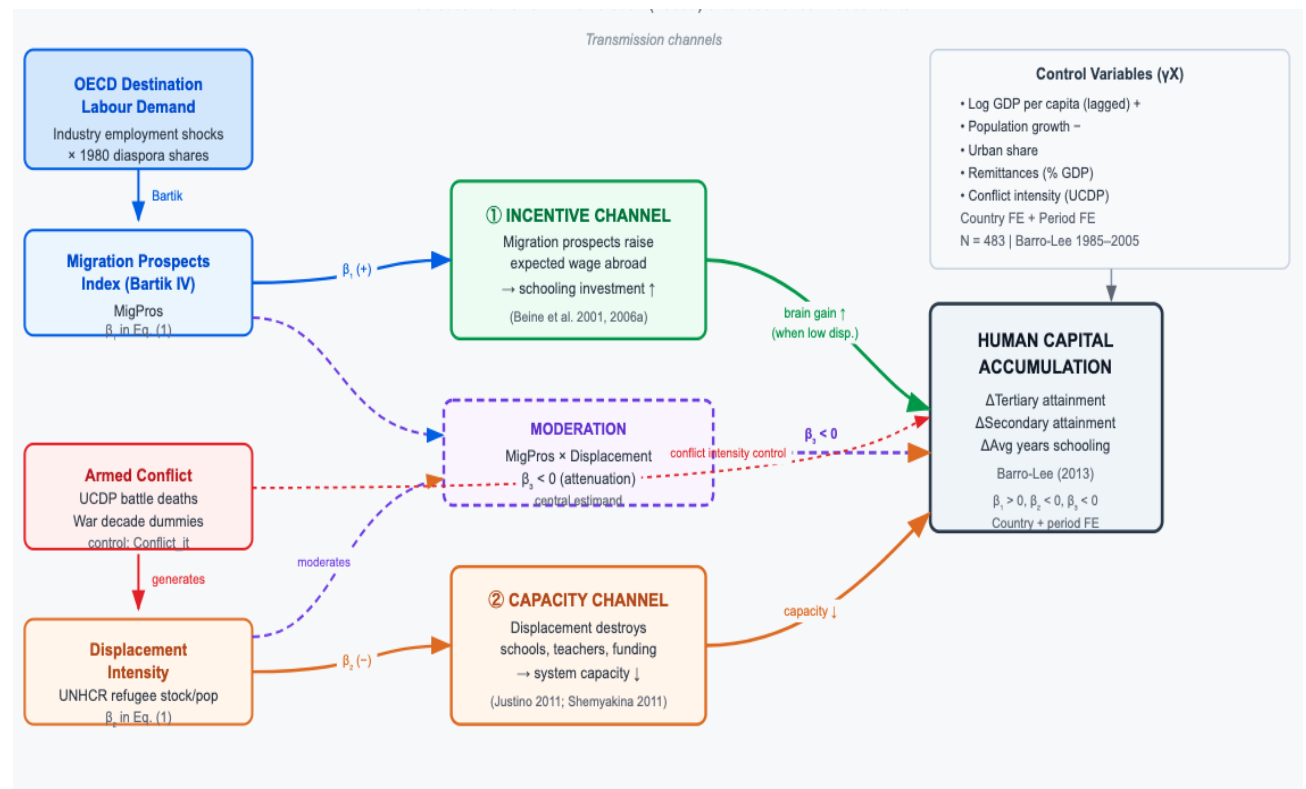 Transmission channels
OECD Destination
Labour Demand
Industry employment shocks
× 1980 diaspora shares
Bartik
Migration Prospects
Index (Bartik IV)
MigPros
β₁ in Eq. (1)
Armed Conflict
UCDP battle deaths
War decade dummies
control: Conflict_it
generates
Displacement
Intensity
UNHCR refugee stock/pop
β₂ in Eq. (1)
β₁ (+)
moderates
β₂ (−)
① INCENTIVE CHANNEL
Migration prospects raise
expected wage abroad
→ schooling investment ↑
(Beine et al. 2001, 2006a)
MODERATION
MigPros × Displacement
β₃ < 0 (attenuation)
central estimand
② CAPACITY CHANNEL
Displacement destroys
schools, teachers, funding
→ system capacity ↓
(Justino 2011; Shemyakina 2011)
brain gain ↑
(when low disp.)
conflict intensity control
β₃ < 0
capacity ↓
Control Variables (γX)
• Log GDP per capita (lagged) +
• Population growth −
• Urban share
• Remittances (% GDP)
• Conflict intensity (UCDP)
Country FE + Period FE
N = 483 | Barro-Lee 1985–2005
HUMAN CAPITAL
ACCUMULATION
ΔTertiary attainment
ΔSecondary attainment
ΔAvg years schooling
Barro-Lee (2013)
β₁ > 0, β₂ < 0, β₃ < 0
Country + period FE